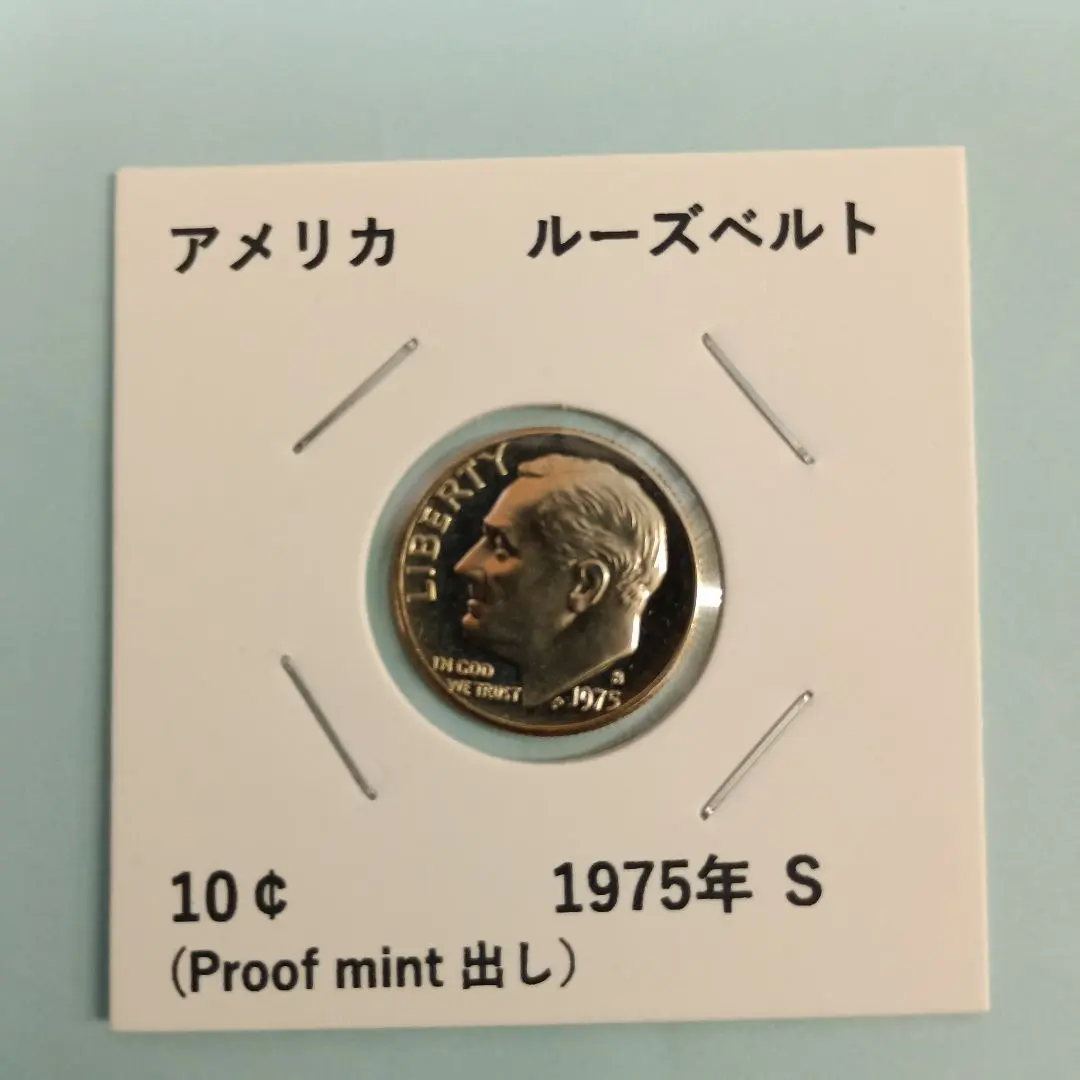 アメリカ ルーズベルト
LIBERTY
IN GOD
WE TRUST
S
1975
10¢ 1975年 S
(Proof mint 出し)